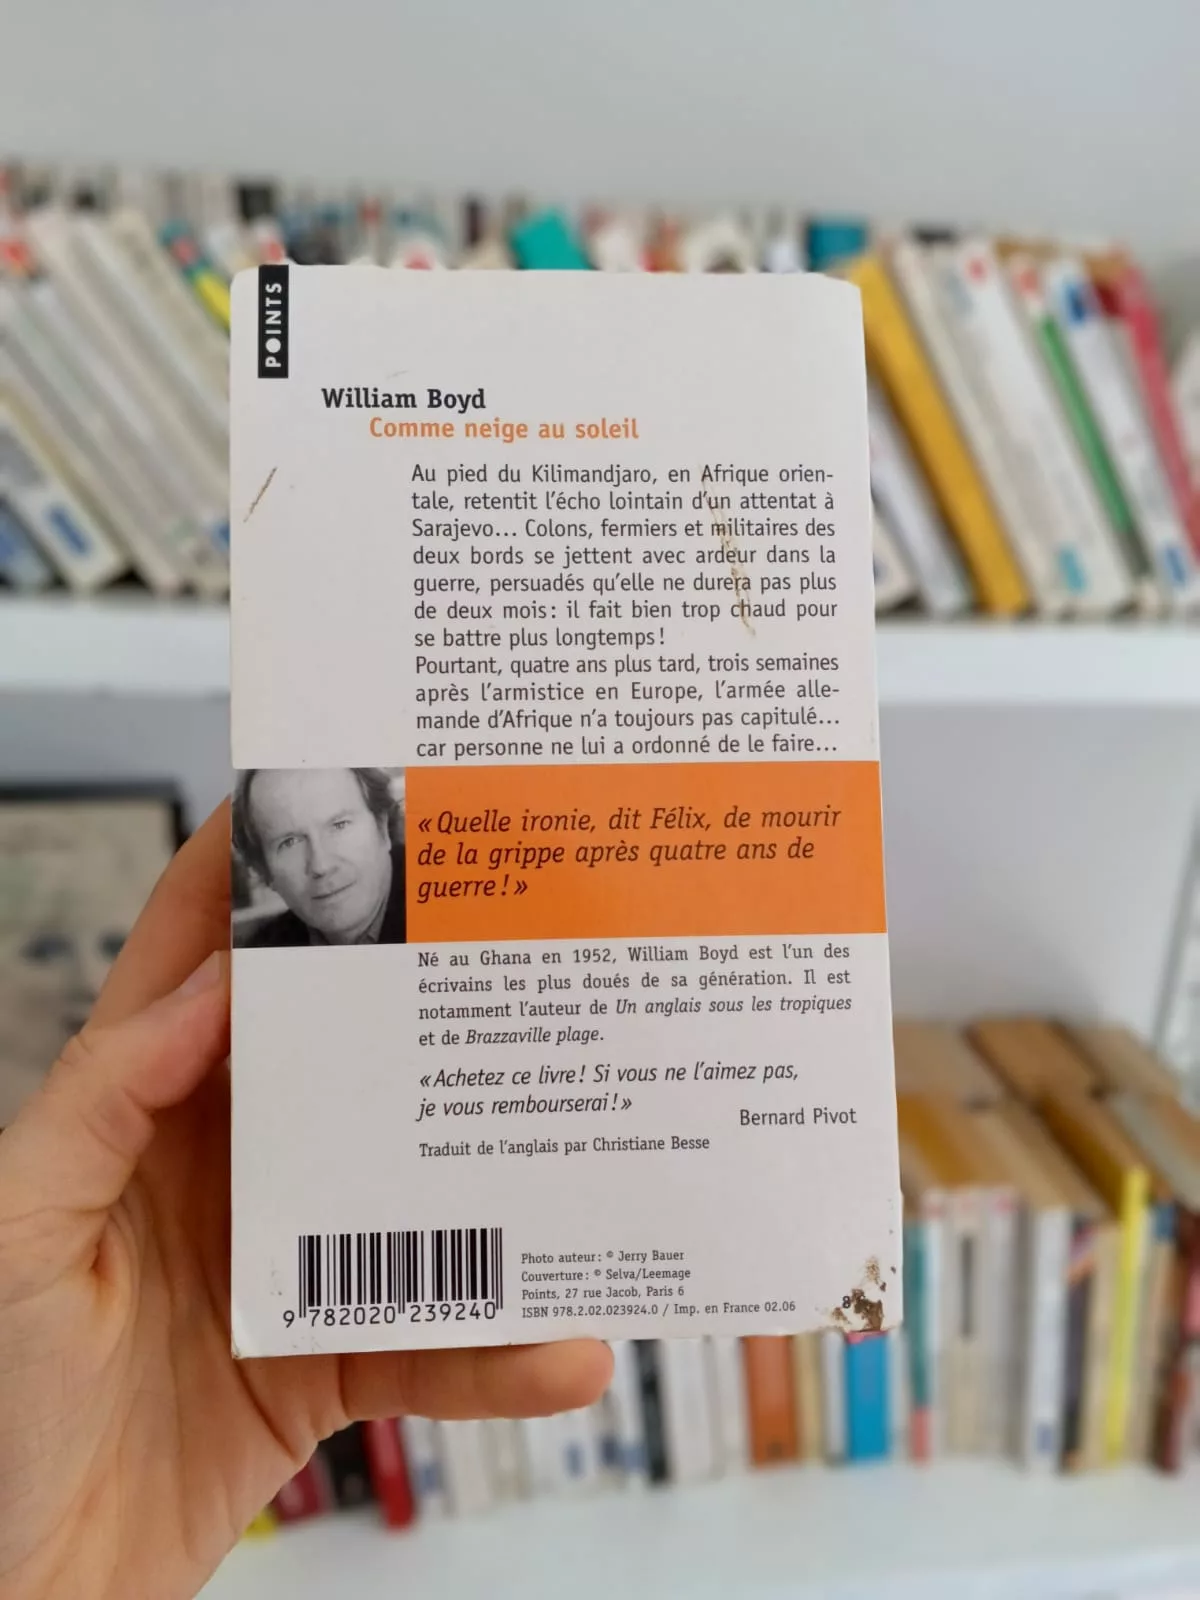 POINTS
William Boyd
Comme neige au soleil
Au pied du Kilimandjaro, en Afrique orien-
tale, retentit l'écho lointain d'un attentat à
Sarajevo... Colons, fermiers et militaires des
deux bords se jettent avec ardeur dans la
guerre, persuadés qu'elle ne durera pas plus
de deux mois : il fait bien trop chaud pour
se battre plus longtemps !
Pourtant, quatre ans plus tard, trois semaines
après l'armistice en Europe, l'armée alle-
mande d'Afrique n'a toujours pas capitulé...
car personne ne lui a ordonné de le faire...
« Quelle ironie, dit Félix, de mourir
de la grippe après quatre ans de
guerre ! »
Né au Ghana en 1952, William Boyd est l'un des
écrivains les plus doués de sa génération. Il est
notamment l'auteur de Un anglais sous les tropiques
et de Brazzaville plage.
« Achetez ce livre ! Si vous ne l'aimez pas,
je vous rembourserai ! »
Bernard Pivot
Traduit de l'anglais par Christiane Besse
Photo auteur : © Jerry Bauer
Couverture : © Selva/Leemage
Points, 27 rue Jacob, Paris 6
ISBN 978.2.02.023924.0 / Imp. en France 02.06
9 782020 239240